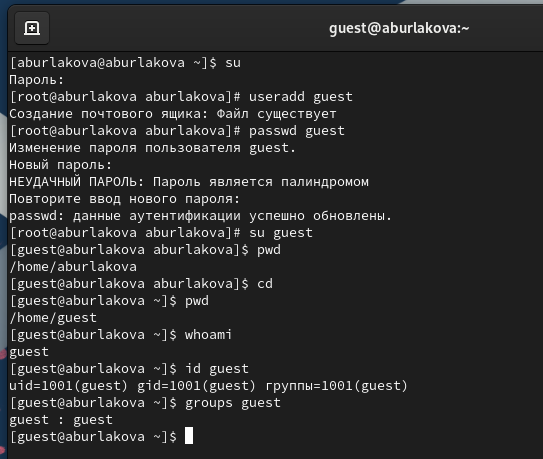 guest@aburlakova:~
[aburlakova@aburlakova ~]$ su
Пароль:
[root@aburlakova aburlakova]# useradd guest
Создание почтового ящика: Файл существует
[root@aburlakova aburlakova]# passwd guest
Изменение пароля пользователя guest.
Новый пароль:
НЕУДАЧНЫЙ ПАРОЛЬ: Пароль является палиндромом
Повторите ввод нового пароля:
passwd: данные аутентификации успешно обновлены.
[root@aburlakova aburlakova]# su guest
[guest@aburlakova aburlakova]$ pwd
/home/aburlakova
[guest@aburlakova aburlakova]$ cd
[guest@aburlakova ~]$ pwd
/home/guest
[guest@aburlakova ~]$ whoami
guest
[guest@aburlakova ~]$ id guest
uid=1001(guest) gid=1001(guest) группы=1001(guest)
[guest@aburlakova ~]$ groups guest
guest : guest
[guest@aburlakova ~]$